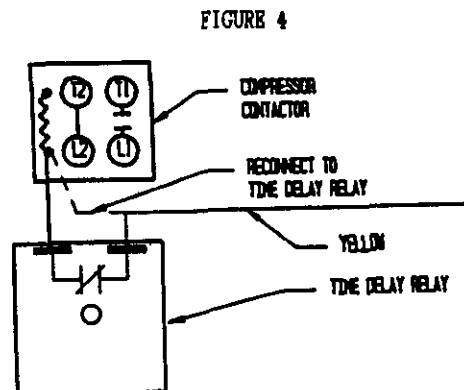 FIGURE 4
T2 T1
L2 L1
COMPRESSOR
CONTACTOR
RECONNECT TO
TIME DELAY RELAY
YELLOW
TIME DELAY RELAY